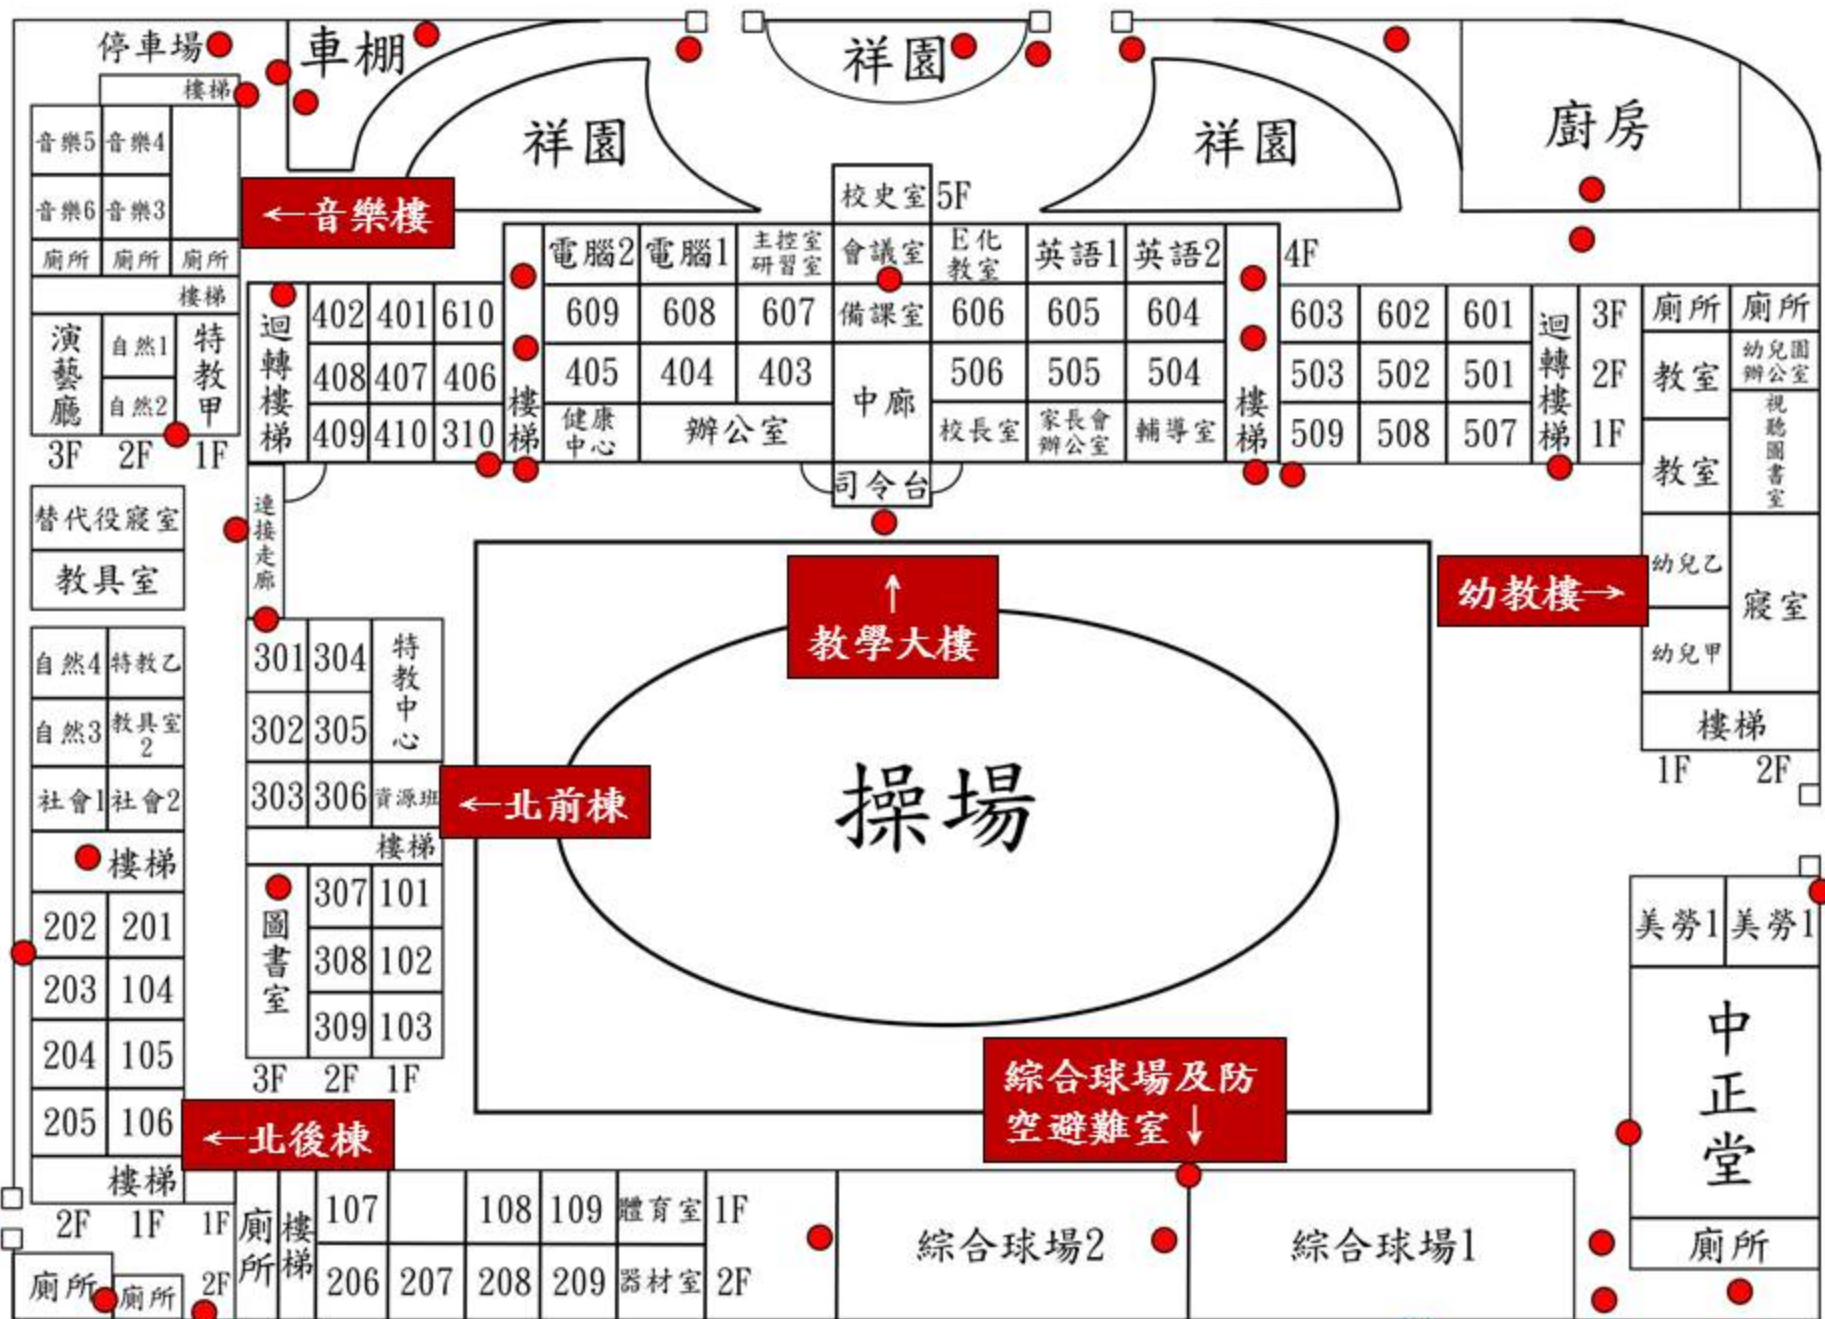 停車場
車棚
祥園
樓梯
祥園
祥園
廚房
音樂5 音樂4
音樂6 音樂3
←音樂樓
廁所 廁所 廁所
樓梯
演藝廳
自然1
自然2
特教甲
3F 2F 1F
校史室 5F
電腦2 電腦1 主控室研習室 會議室 E化教室 英語1 英語2 4F
迴轉樓梯
402 401 610
樓梯
609 608 607 備課室 606 605 604
樓梯
603 602 601
迴轉樓梯
3F
408 407 406
405 404 403
中廊
506 505 504
503 502 501
2F
409 410 310
健康中心
辦公室
校長室
家長會辦公室
輔導室
509 508 507
1F
司令台
廁所 廁所
教室
幼兒園辦公室
教室
視聽圖書室
幼兒乙
寢室
幼兒甲
樓梯
1F 2F
幼教樓→
連接走廊
替代役寢室
教具室
↑
教學大樓
自然4 特教乙
自然3 教具室2
社會1 社會2
樓梯
202 201
203 104
204 105
205 106
樓梯
2F 1F
←北後棟
301 304
特教中心
302 305
303 306 資源班
←北前棟
樓梯
圖書室
307 101
308 102
309 103
3F 2F 1F
操場
綜合球場及防
空避難室↓
美勞1 美勞1
中正堂
廁所
1F
2F
廁所
樓梯
107 108 109 體育室 1F
206 207 208 209 器材室 2F
綜合球場2
綜合球場1
廁所
廁所